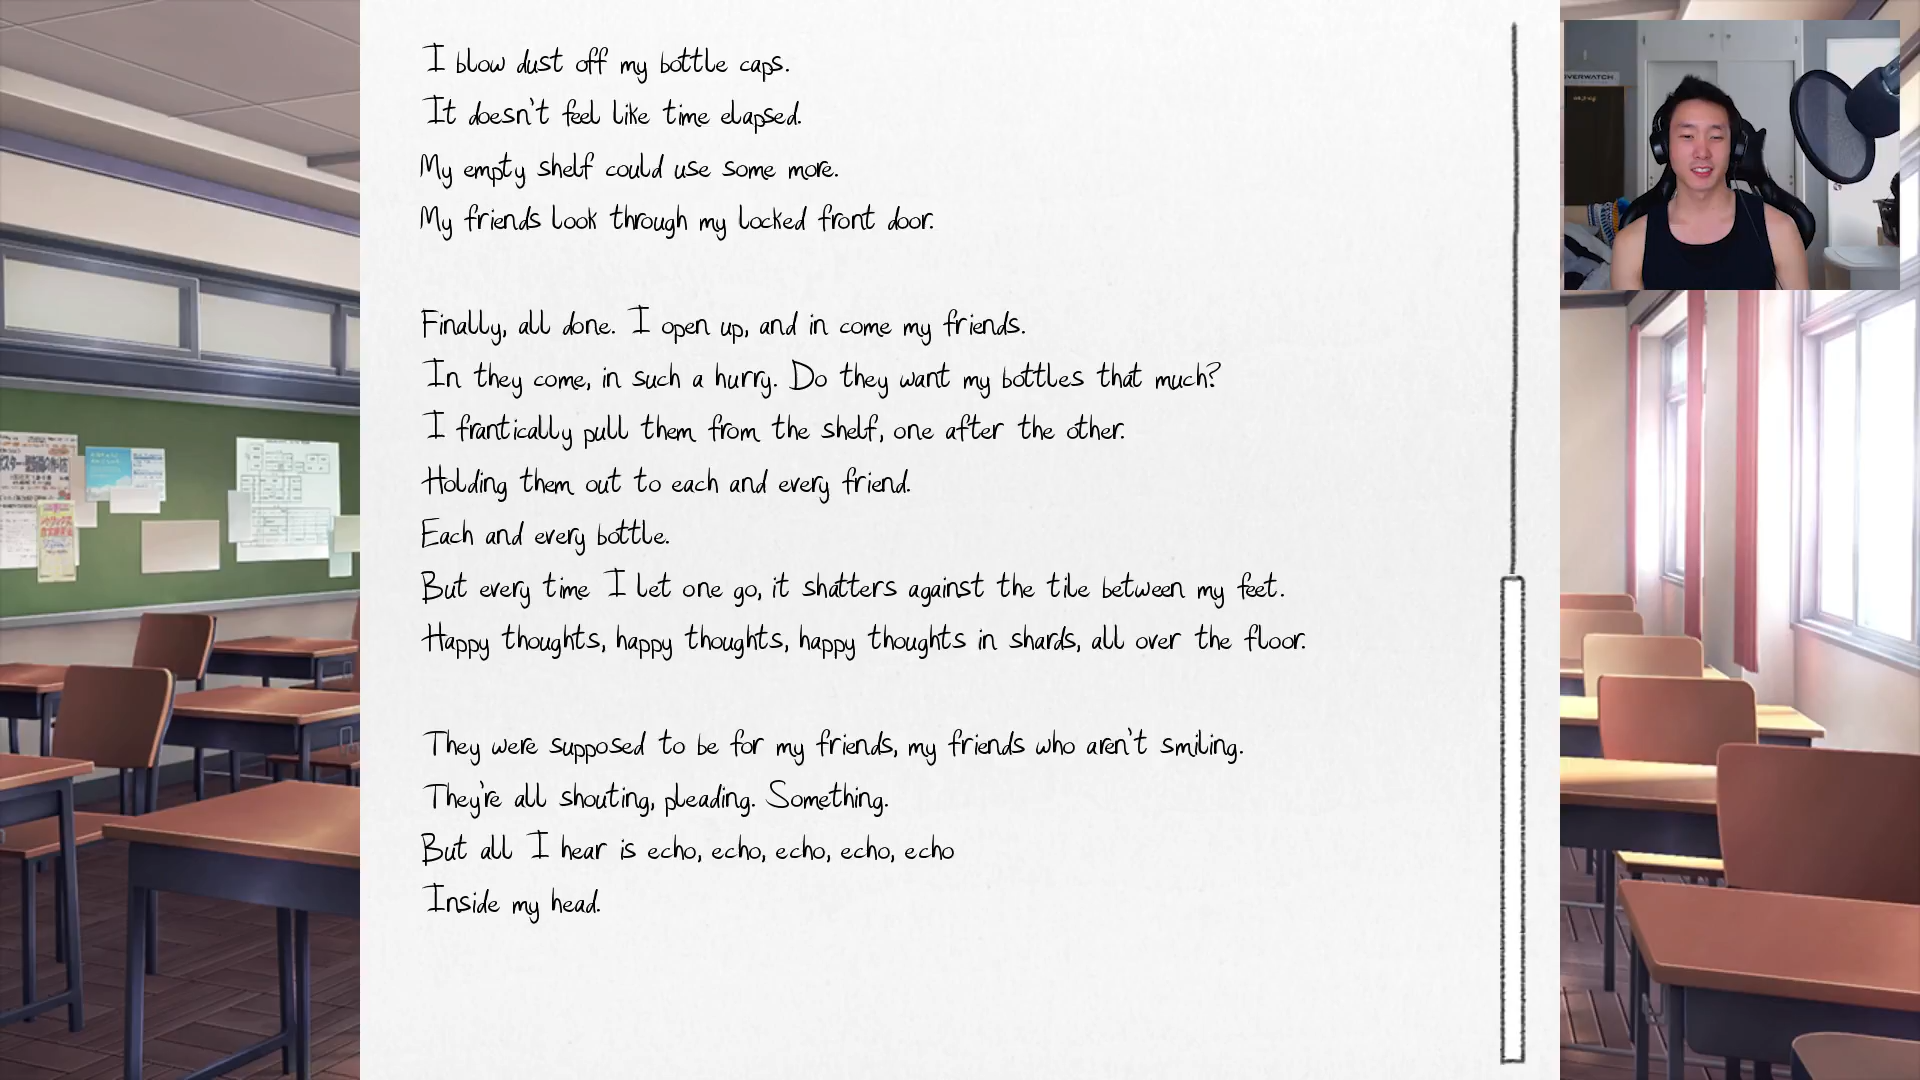 I blow dust off my bottle caps.
It doesn't feel like time elapsed.
My empty shelf could use some more.
My friends look through my locked front door.
Finally, all done. I open up, and in come my friends.
In they come, in such a hurry. Do they want my bottles that much?
I frantically pull them from the shelf, one after the other.
Holding them out to each and every friend.
Each and every bottle.
But every time I let one go, it shatters against the tile between my feet.
Happy thoughts, happy thoughts, happy thoughts in shards, all over the floor.
They were supposed to be for my friends, my friends who aren't smiling.
They're all shouting, pleading. Something.
But all I hear is echo, echo, echo, echo, echo
Inside my head.
OVERWATCH